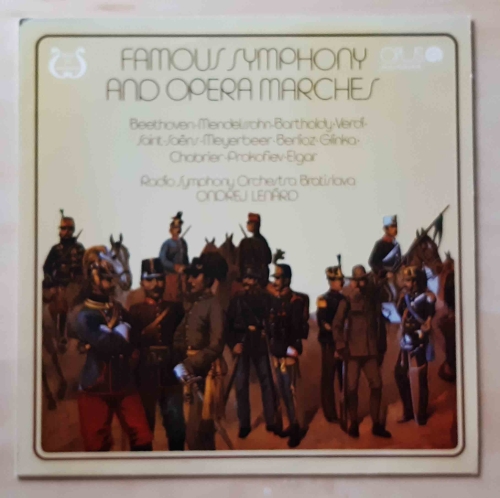 FAMOUS SYMPHONY
AND OPERA MARCHES
Beethoven·Mendelssohn-Bartholdy·Verdi·
Saint-Saëns·Meyerbeer·Berlioz·Glinka·
Chabrier·Prokofiev·Elgar
Radio Symphony Orchestra Bratislava
ONDREJ LENÁRD